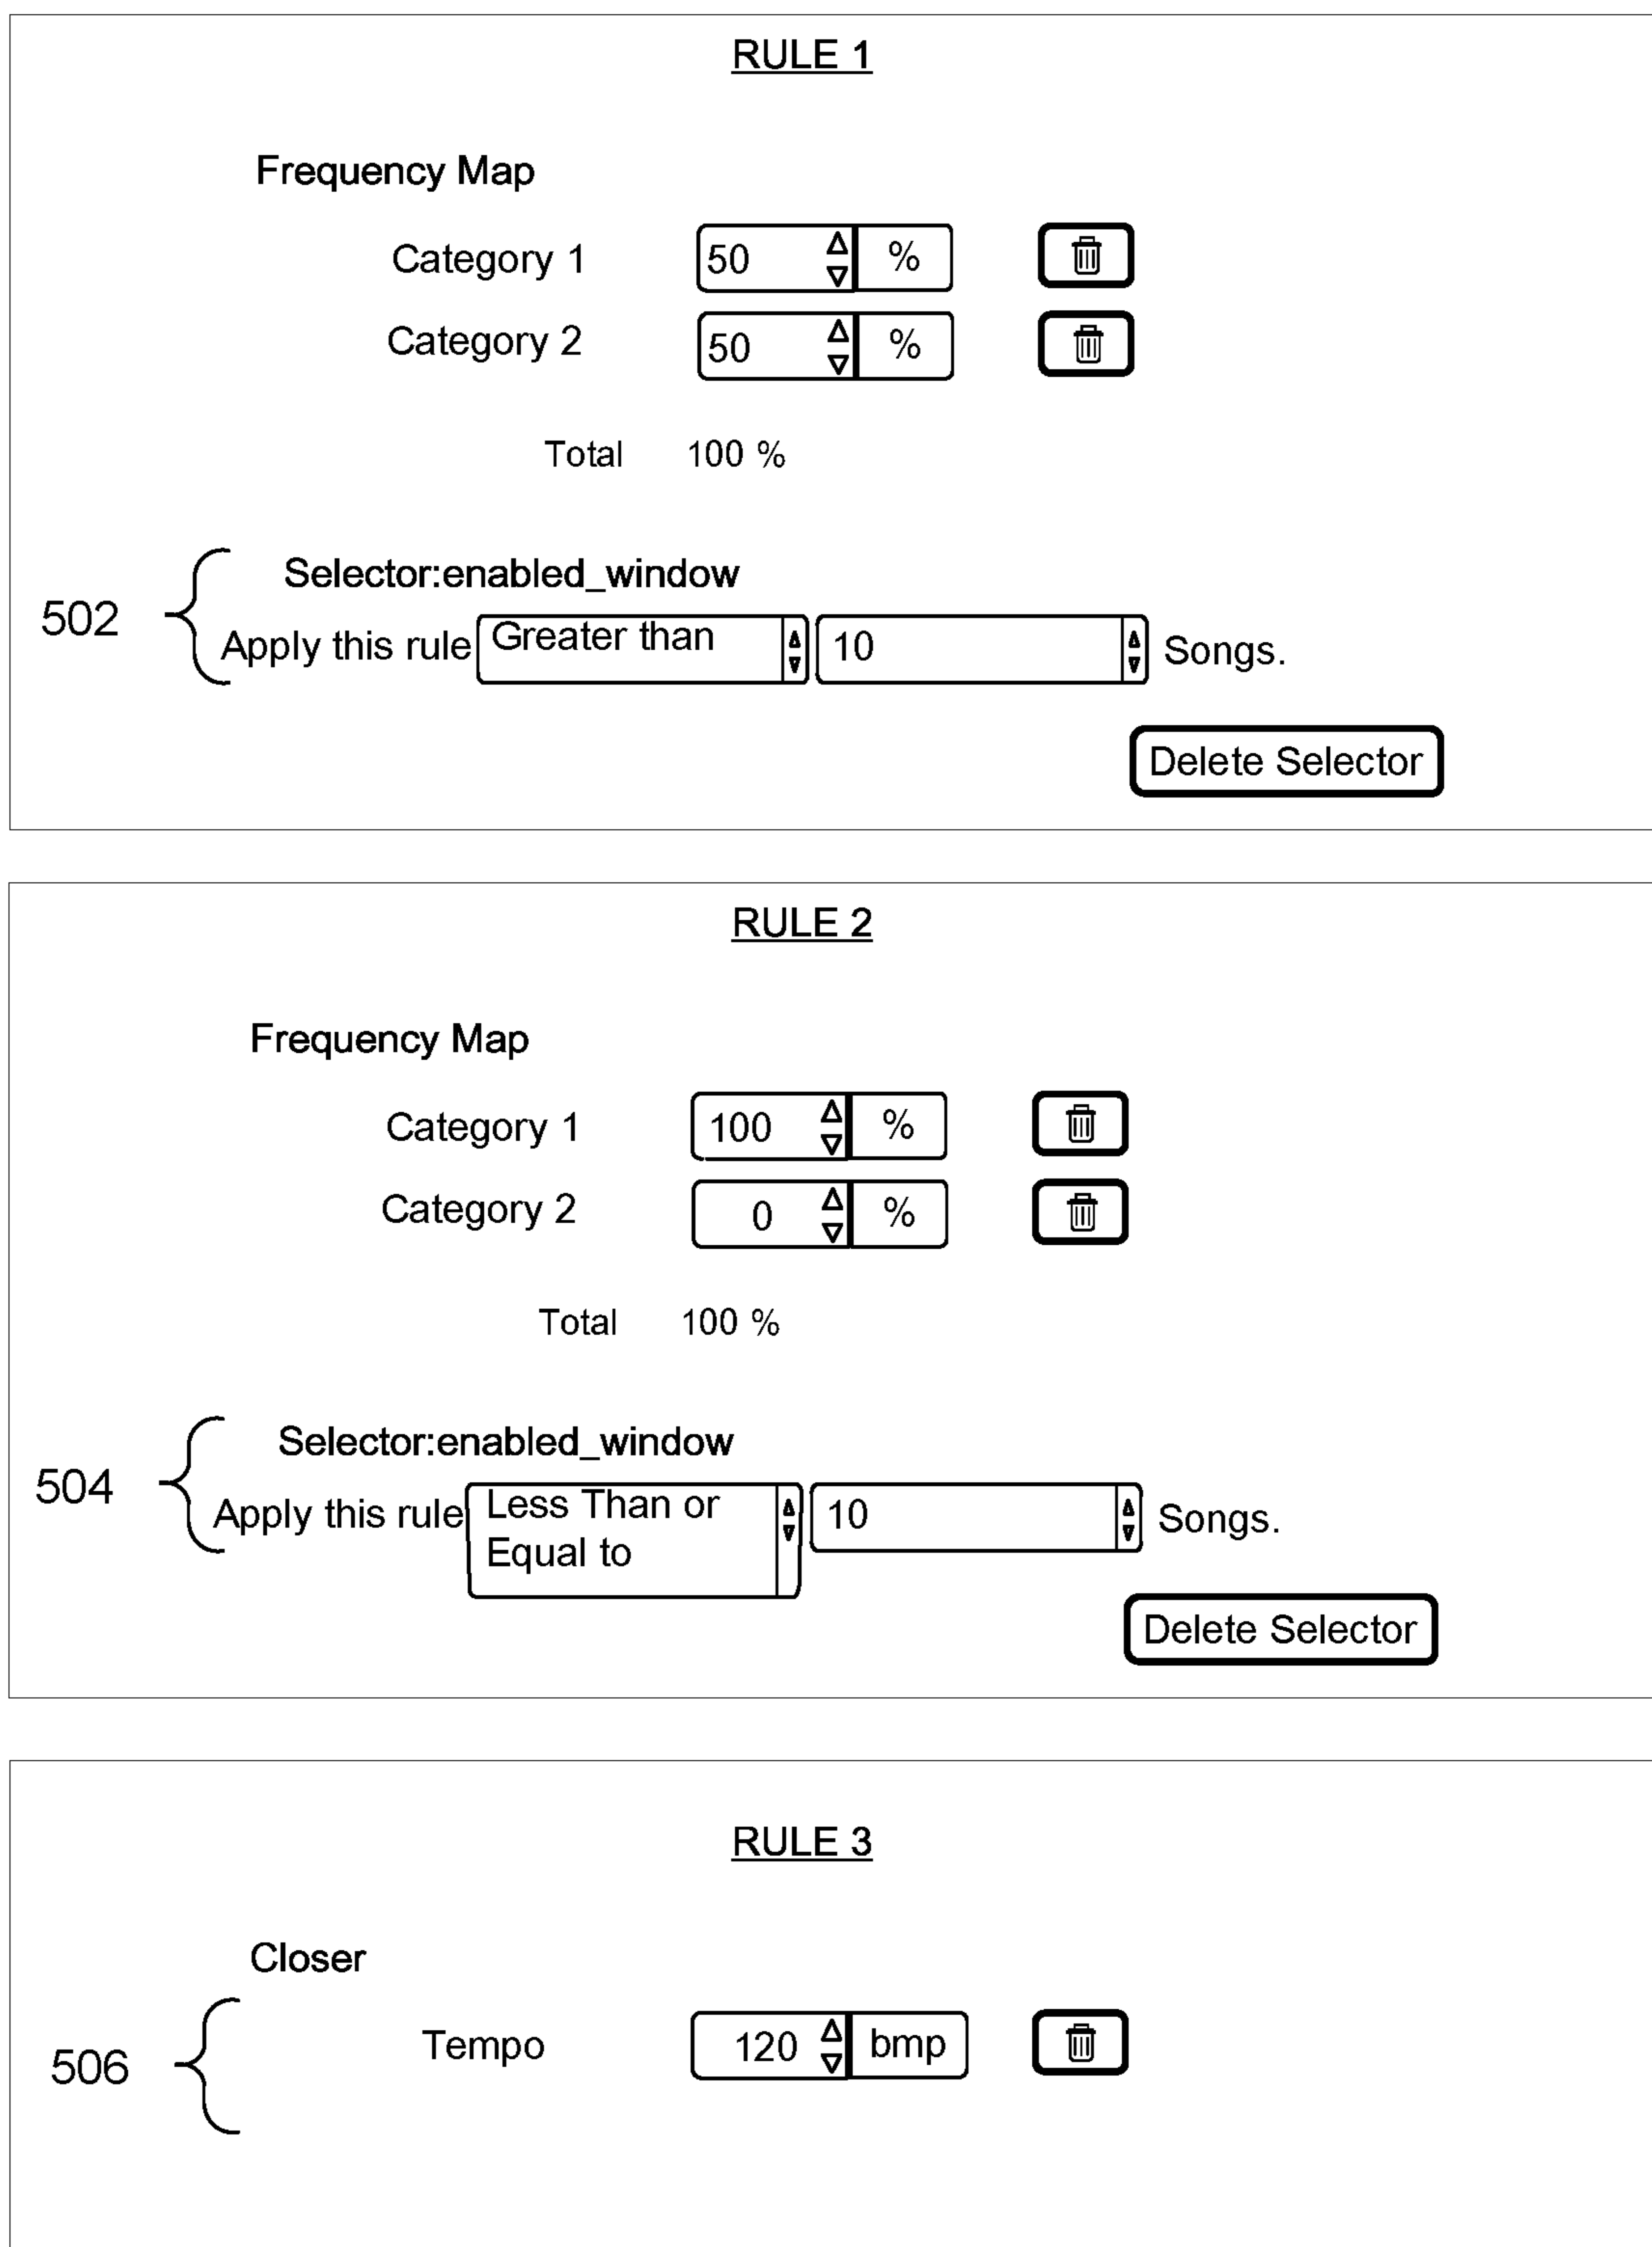 RULE 1
Frequency Map
Category 1 50 %
Category 2 50 %
Total 100 %
502
Selector:enabled_window
Apply this rule Greater than 10 Songs.
Delete Selector
RULE 2
Frequency Map
Category 1 100 %
Category 2 0 %
Total 100 %
504
Selector:enabled_window
Apply this rule Less Than or 10 Songs.
Equal to
Delete Selector
RULE 3
Closer
506
Tempo 120 bmp